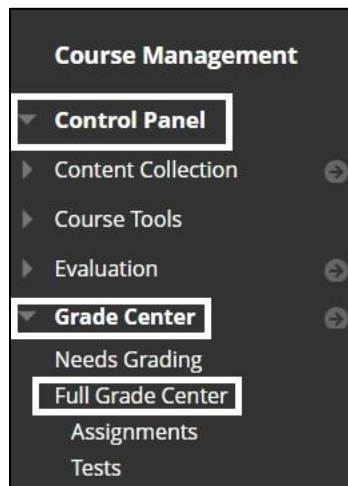 Course Management
Control Panel
Content Collection
Course Tools
Evaluation
Grade Center
Needs Grading
Full Grade Center
Assignments
Tests